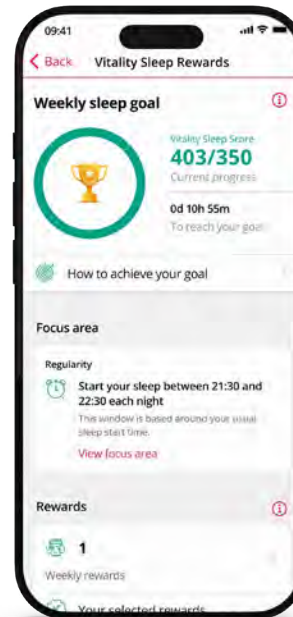 09:41
Back Vitality Sleep Rewards
Weekly sleep goal
Vitality Sleep Score
403/350
Current progress
0d 10h 55m
To reach your goal
How to achieve your goal
Focus area
Regularity
Start your sleep between 21:30 and
22:30 each night
This window is based around your usual
sleep start time.
View focus area
Rewards
1
Weekly rewards
Your selected rewards